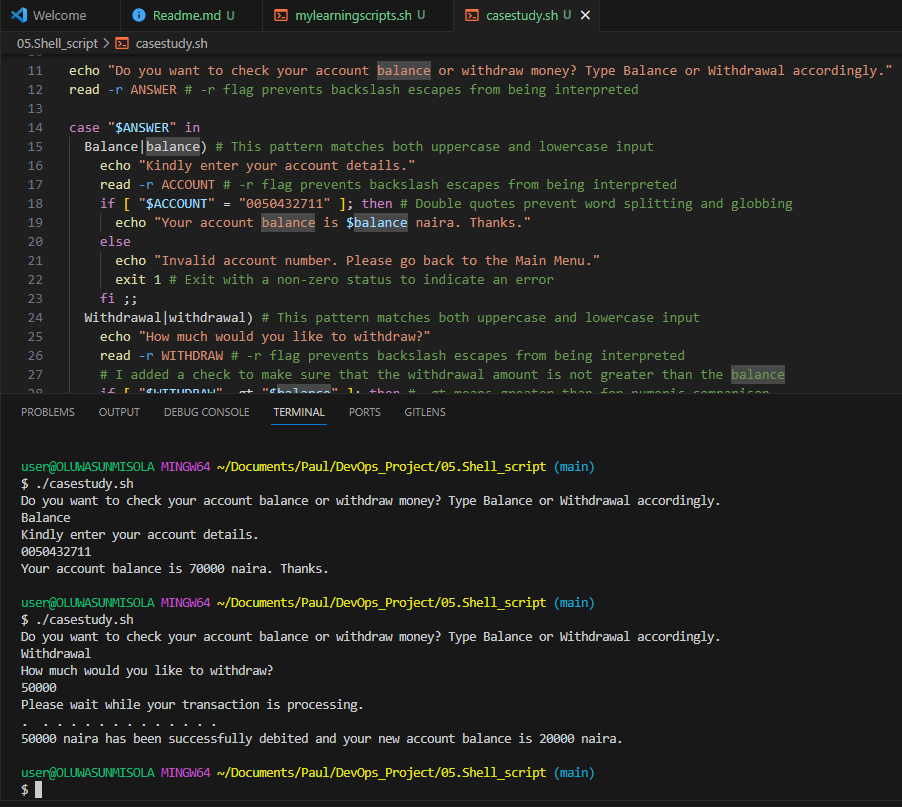 Welcome
Readme.md U
mylearningscripts.sh U
casestudy.sh U
05.Shell_script > casestudy.sh
11 echo "Do you want to check your account balance or withdraw money? Type Balance or Withdrawal accordingly."
12 read -r ANSWER # -r flag prevents backslash escapes from being interpreted
13
14 case "$ANSWER" in
15 Balance|balance) # This pattern matches both uppercase and lowercase input
16 echo "Kindly enter your account details."
17 read -r ACCOUNT # -r flag prevents backslash escapes from being interpreted
18 if [ "$ACCOUNT" = "0050432711" ]; then # Double quotes prevent word splitting and globbing
19 echo "Your account balance is $balance naira. Thanks."
20 else
21 echo "Invalid account number. Please go back to the Main Menu."
22 exit 1 # Exit with a non-zero status to indicate an error
23 fi ;;
24 Withdrawal|withdrawal) # This pattern matches both uppercase and lowercase input
25 echo "How much would you like to withdraw?"
26 read -r WITHDRAW # -r flag prevents backslash escapes from being interpreted
27 # I added a check to make sure that the withdrawal amount is not greater than the balance
28 if [ "$WITHDRAW" -gt "$balance" ]; then # -gt means greater than for numeric comparison
PROBLEMS OUTPUT DEBUG CONSOLE TERMINAL PORTS GITLENS
user@OLUWASUNMISOLA MINGW64 ~/Documents/Paul/DevOps_Project/05.Shell_script (main)
$ ./casestudy.sh
Do you want to check your account balance or withdraw money? Type Balance or Withdrawal accordingly.
Balance
Kindly enter your account details.
0050432711
Your account balance is 70000 naira. Thanks.
user@OLUWASUNMISOLA MINGW64 ~/Documents/Paul/DevOps_Project/05.Shell_script (main)
$ ./casestudy.sh
Do you want to check your account balance or withdraw money? Type Balance or Withdrawal accordingly.
Withdrawal
How much would you like to withdraw?
50000
Please wait while your transaction is processing.
. . . . . . . . . . . . . .
50000 naira has been successfully debited and your new account balance is 20000 naira.
user@OLUWASUNMISOLA MINGW64 ~/Documents/Paul/DevOps_Project/05.Shell_script (main)
$